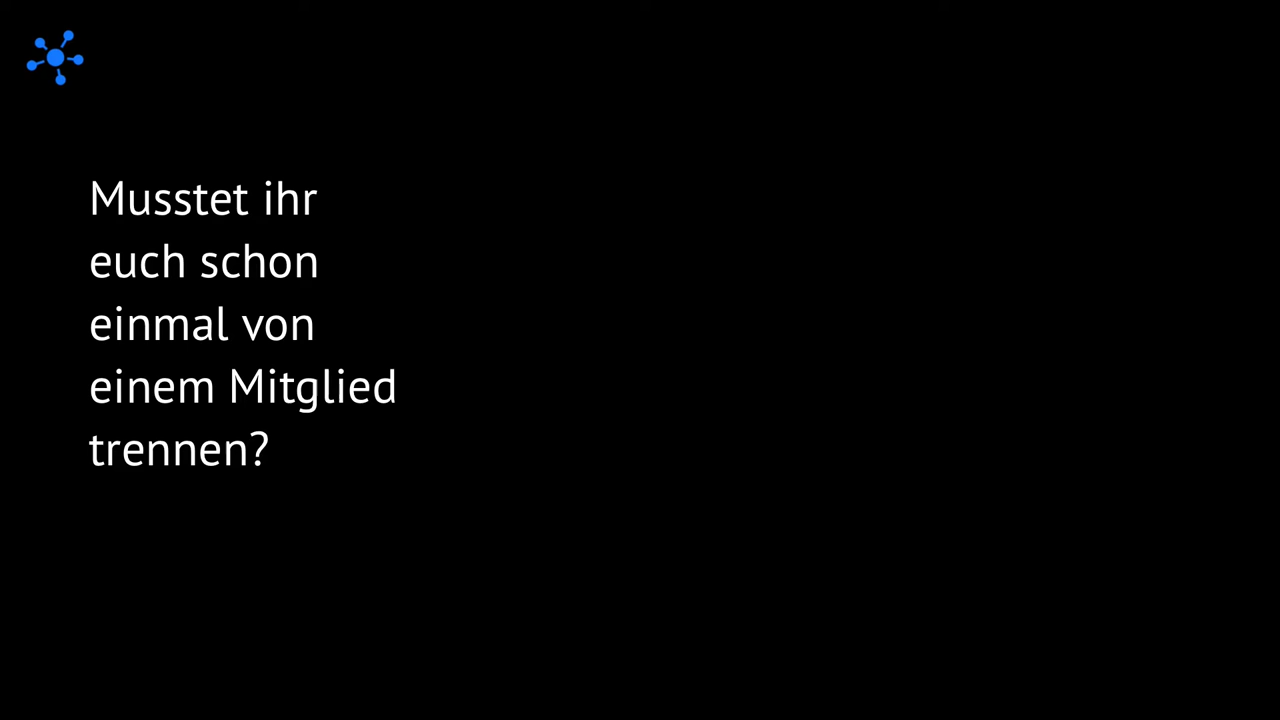 Musstet ihr
euch schon
einmal von
einem Mitglied
trennen?